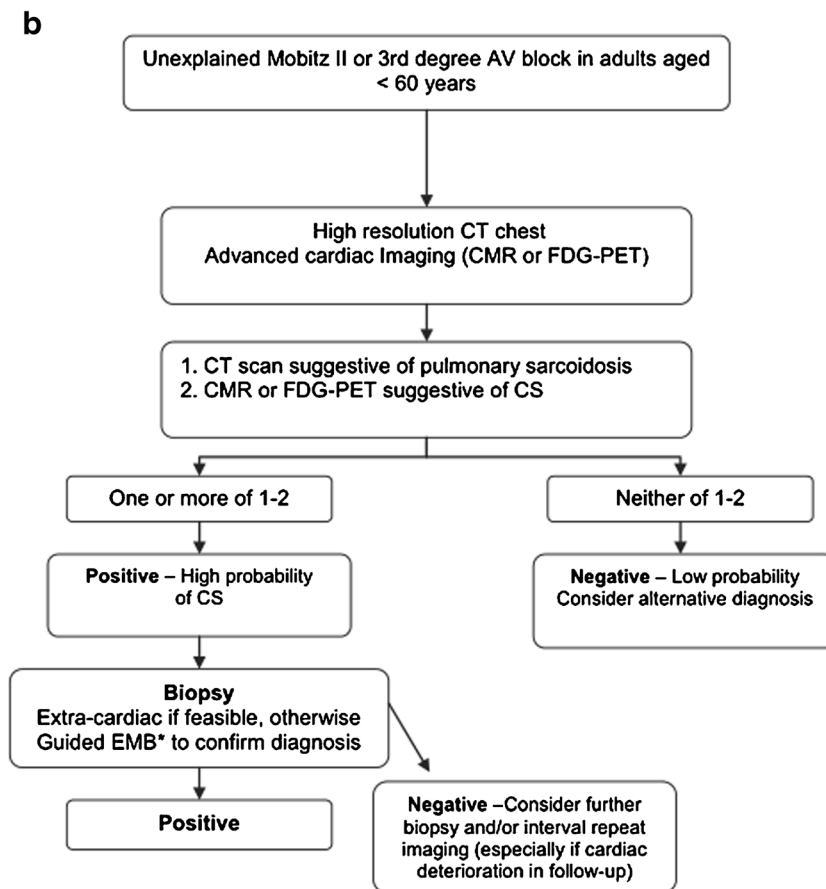 b
Unexplained Mobitz II or 3rd degree AV block in adults aged
< 60 years
High resolution CT chest
Advanced cardiac Imaging (CMR or FDG-PET)
1. CT scan suggestive of pulmonary sarcoidosis
2. CMR or FDG-PET suggestive of CS
One or more of 1-2
Neither of 1-2
Positive – High probability
of CS
Negative – Low probability
Consider alternative diagnosis
Biopsy
Extra-cardiac if feasible, otherwise
Guided EMB* to confirm diagnosis
Positive
Negative –Consider further
biopsy and/or interval repeat
imaging (especially if cardiac
deterioration in follow-up)